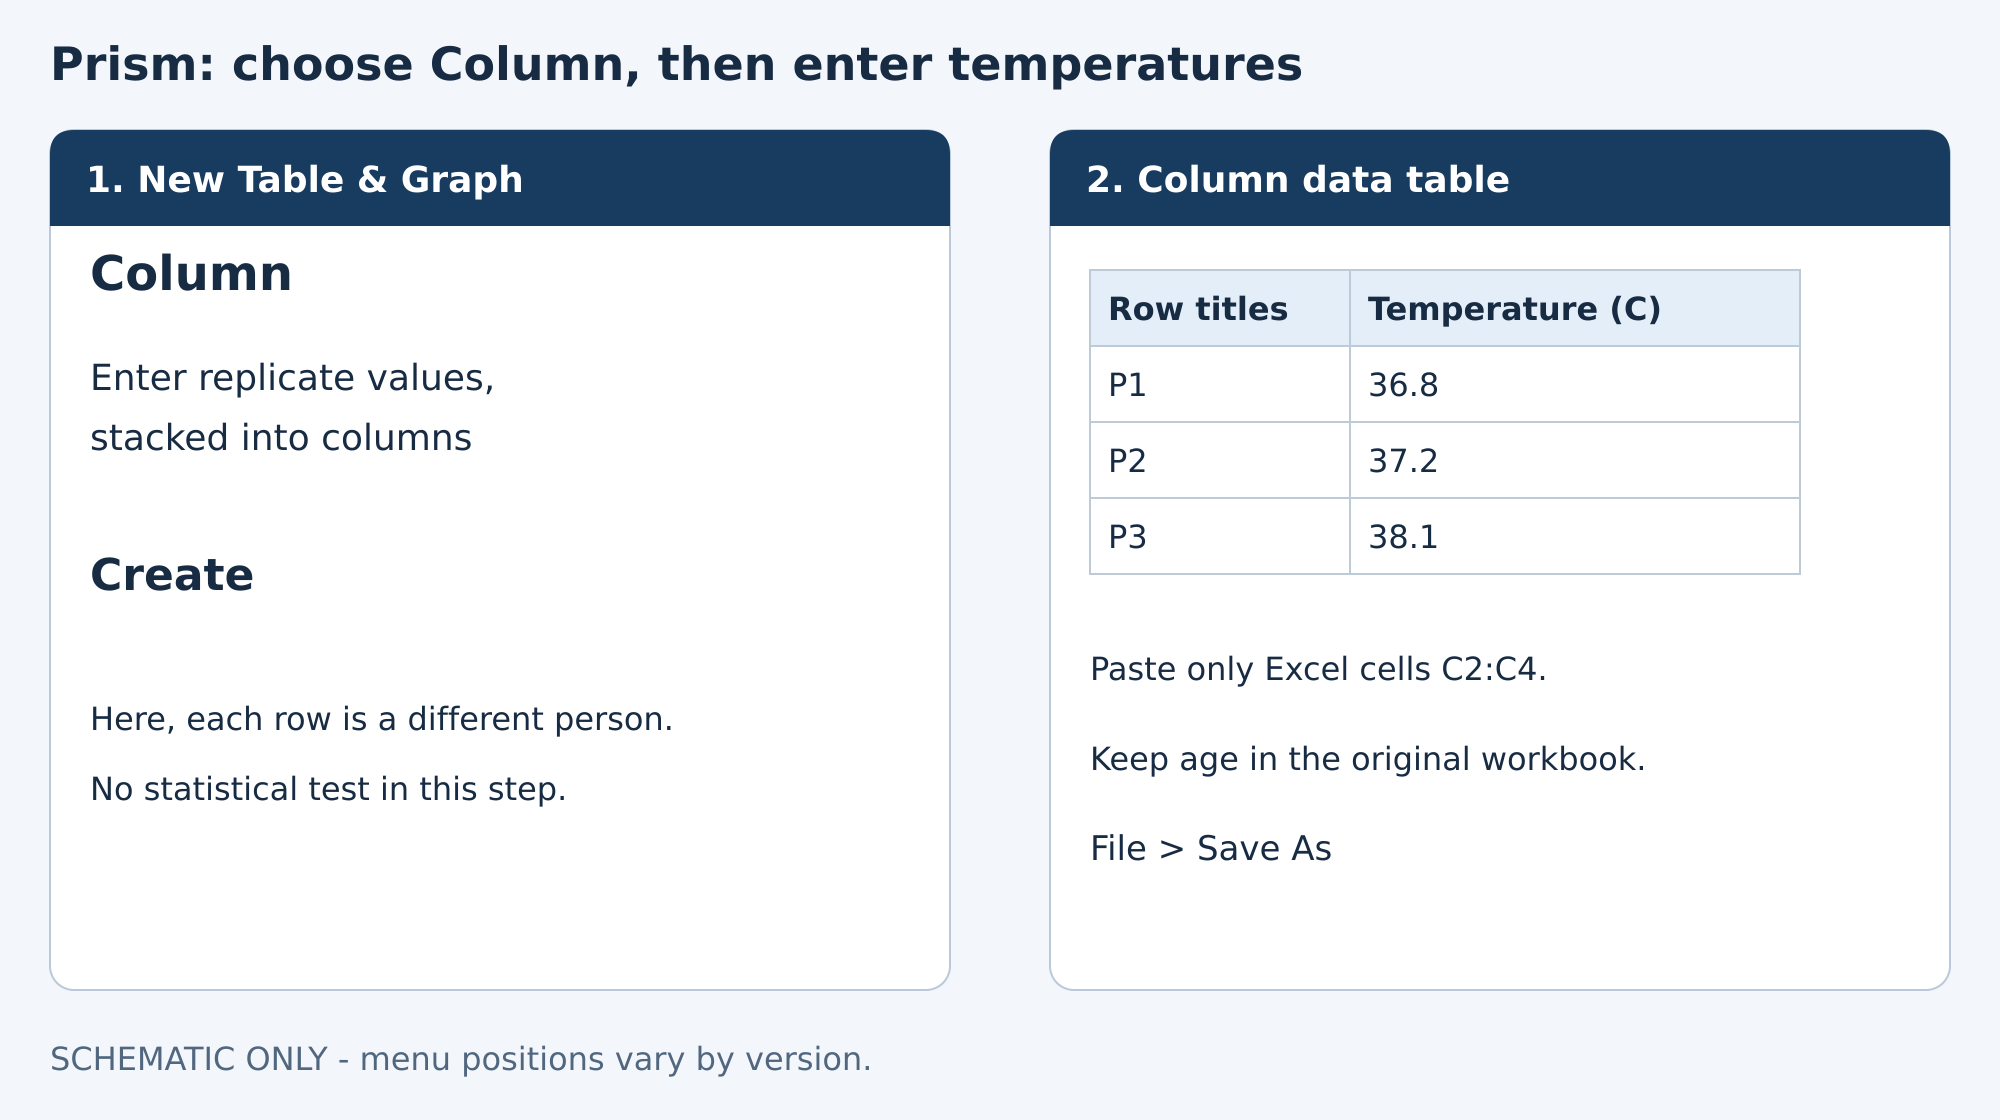 Prism: choose Column, then enter temperatures
1. New Table & Graph
Column
Enter replicate values,
stacked into columns
Create
Here, each row is a different person.
No statistical test in this step.
2. Column data table
Row titles Temperature (C)
P1 36.8
P2 37.2
P3 38.1
Paste only Excel cells C2:C4.
Keep age in the original workbook.
File > Save As
SCHEMATIC ONLY - menu positions vary by version.